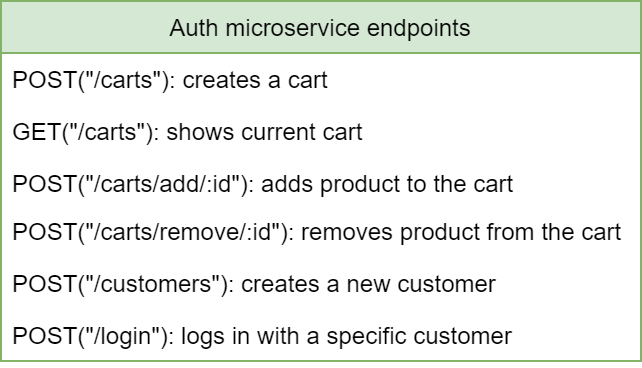 Auth microservice endpoints
POST("/carts"): creates a cart
GET("/carts"): shows current cart
POST("/carts/add/:id"): adds product to the cart
POST("/carts/remove/:id"): removes product from the cart
POST("/customers"): creates a new customer
POST("/login"): logs in with a specific customer